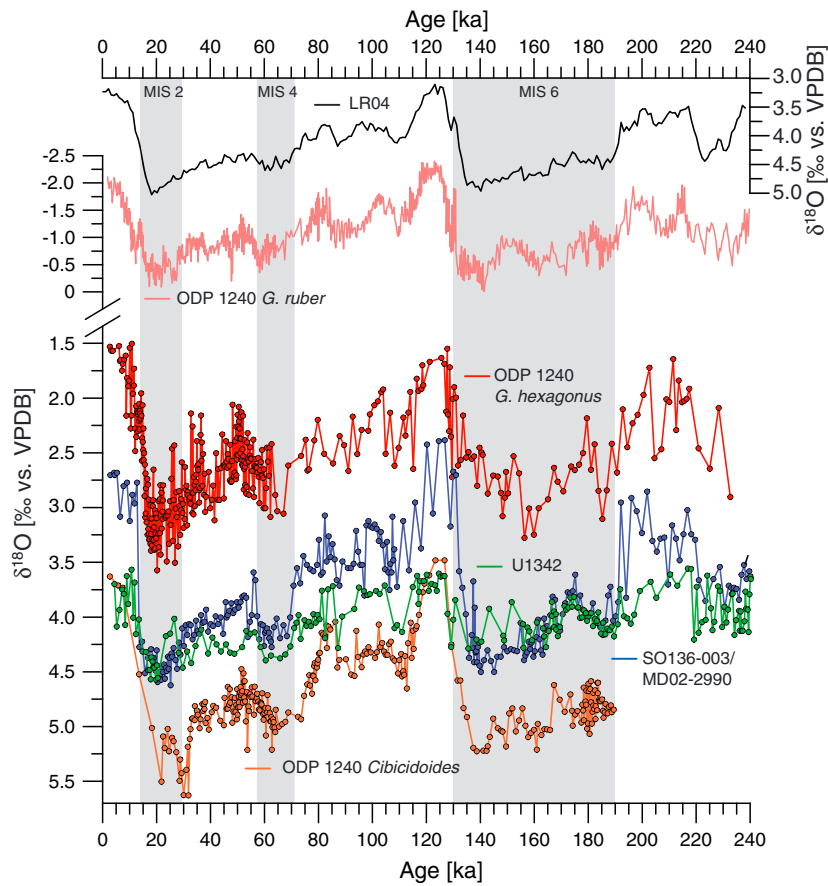 Age [ka]
0 20 40 60 80 100 120 140 160 180 200 220 240
MIS 2
MIS 4
MIS 6
LR04
3.0
3.5
4.0
4.5
5.0
δ¹⁸O [‰ vs. VPDB]
-2.5
-2.0
-1.5
-1.0
-0.5
0
ODP 1240 G. ruber
1.5
2.0
2.5
3.0
3.5
4.0
4.5
5.0
5.5
δ¹⁸O [‰ vs. VPDB]
ODP 1240
G. hexagonus
U1342
SO136-003/
MD02-2990
ODP 1240 Cibicidoides
0 20 40 60 80 100 120 140 160 180 200 220 240
Age [ka]